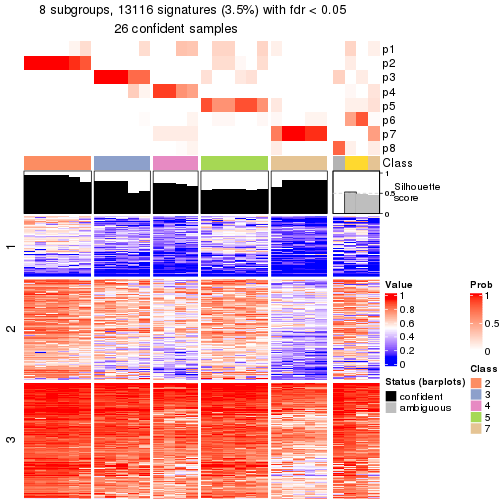 8 subgroups, 13116 signatures (3.5%) with fdr < 0.05
26 confident samples
p1
p2
p3
p4
p5
p6
p7
p8
Class
1
0.5
0
Silhouette
score
1
2
3
Value
1
0.8
0.6
0.4
0.2
0
Status (barplots)
confident
ambiguous
Prob
1
0.5
0
Class
2
3
4
5
7